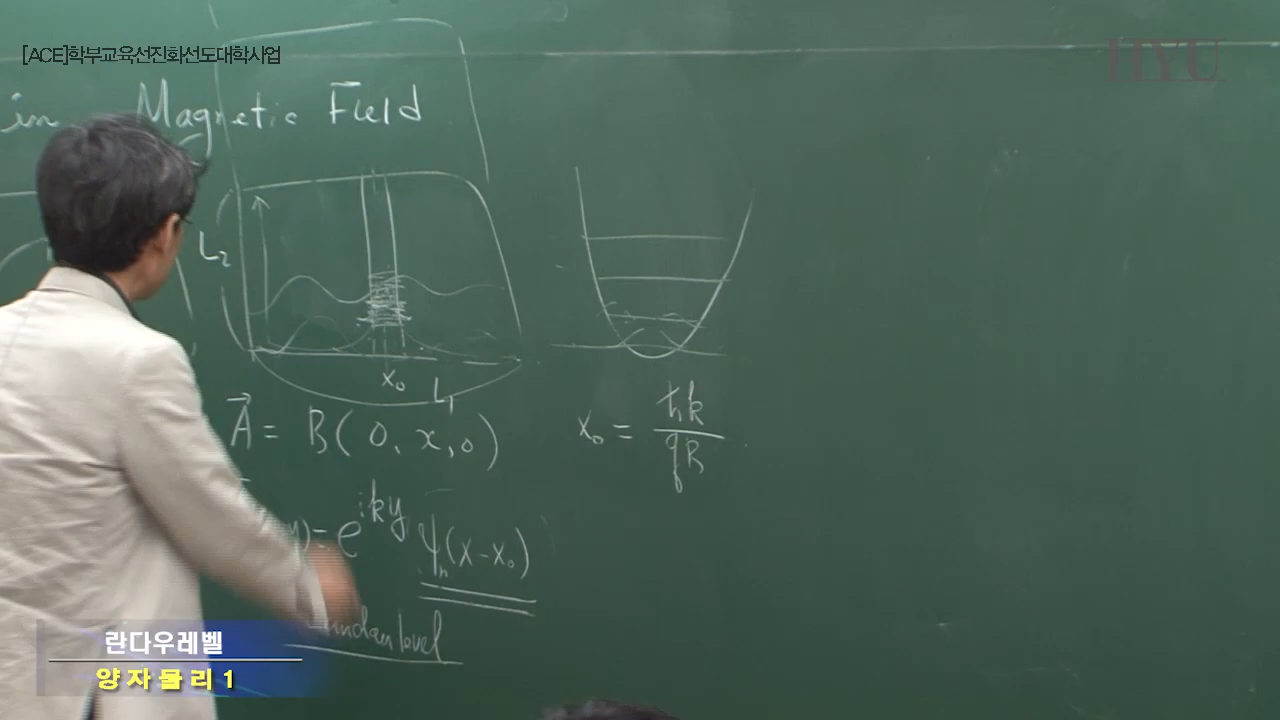 [ACE]학부교육선진화선도대학사업
HYU
in Magnetic Field
L₂
x₀
L₁
A⃗ = B(0, x, 0)
x₀ = ħk / qB
y) = e^{iky} ψₙ(x-x₀)
level
란다우레벨
양자물리1